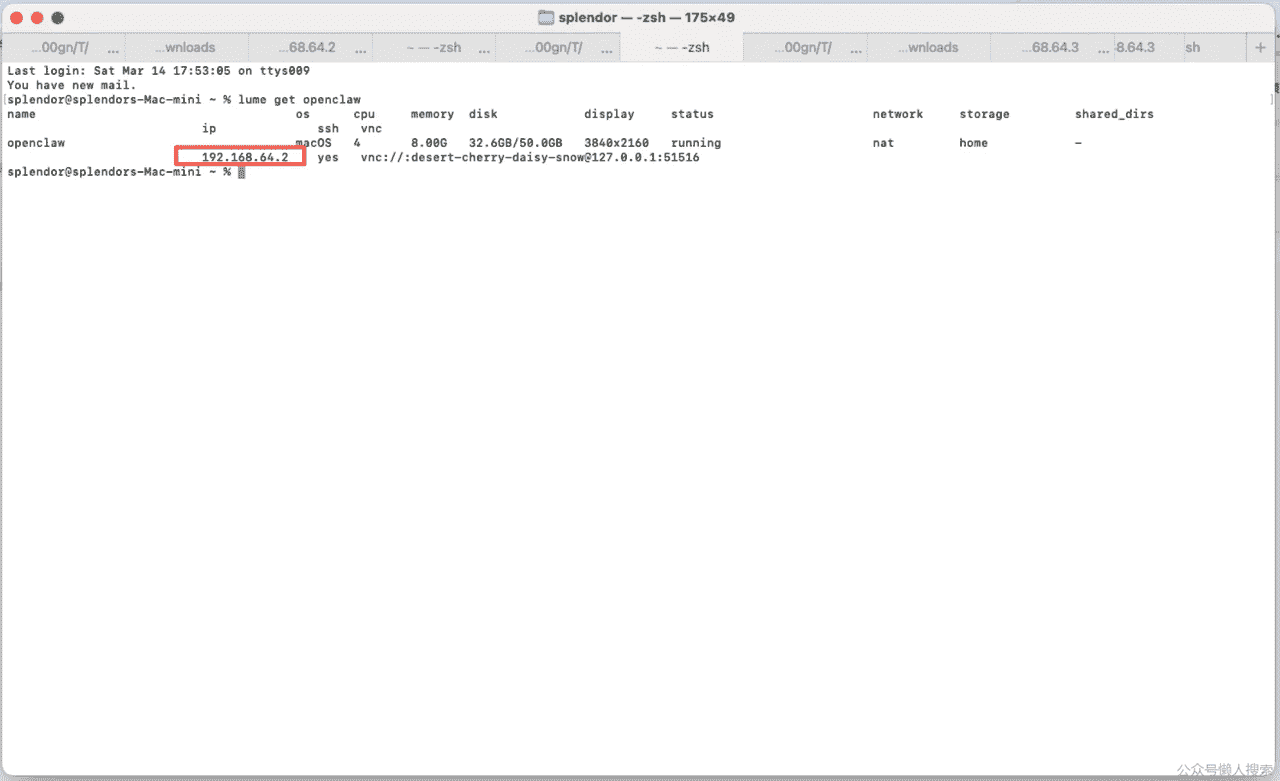 splendor — -zsh — 175×49
...00gn/T/ ... ...wnloads ...68.64.2 ... ~ — -zsh ... ...00gn/T/ ... ~ — -zsh ...00gn/T/ ... ...wnloads ...68.64.3 ... 8.64.3 sh +
Last login: Sat Mar 14 17:53:05 on ttys009
You have new mail.
[splendor@splendors-Mac-mini ~ % lume get openclaw ]
name os cpu memory disk display status network storage shared_dirs
ip ssh vnc
openclaw macOS 4 8.00G 32.6GB/50.0GB 3840x2160 running nat home -
192.168.64.2 yes vnc://:desert-cherry-daisy-snow@127.0.0.1:51516
splendor@splendors-Mac-mini ~ %
公众号懒人搜索